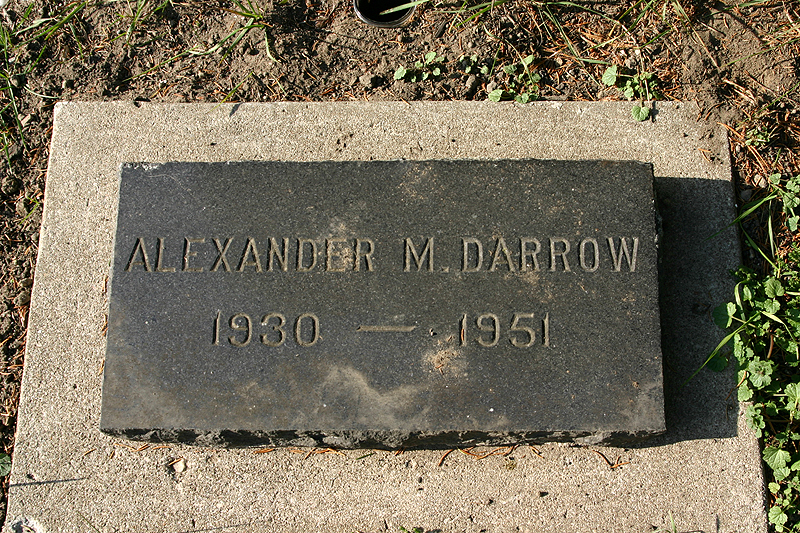 ALEXANDER M. DARROW
1930 — 1951